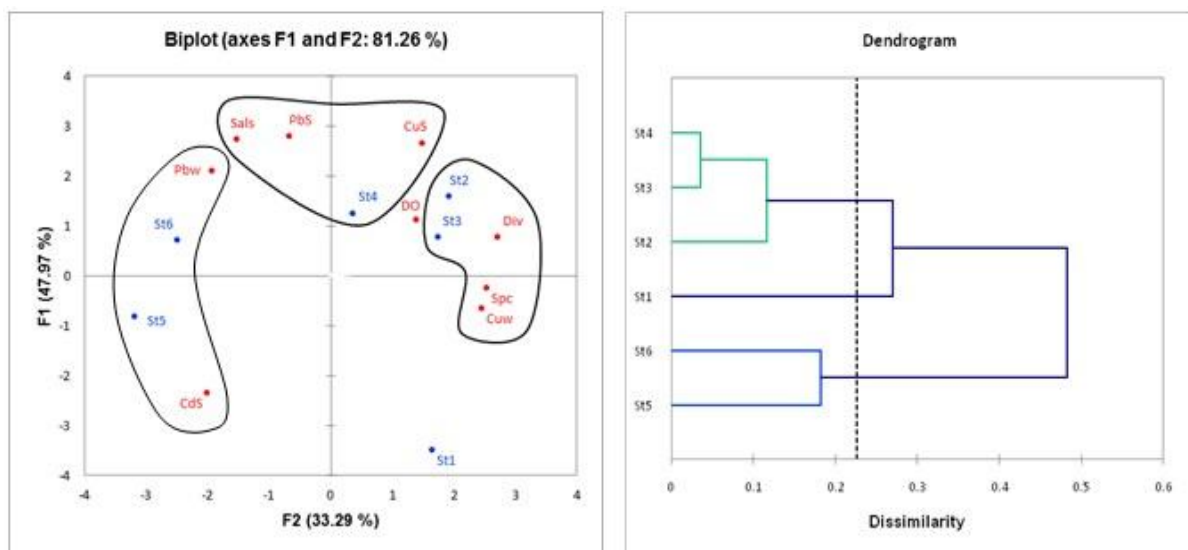 Biplot (axes F1 and F2: 81.26 %)
4
3
2
1
0
-1
-2
-3
-4
F1 (47.97 %)
Sals
PbS
CuS
Pbw
St2
St4
DO
St3
Div
St6
Spc
Cuw
St5
CdS
St1
-4
-3
-2
-1
0
1
2
3
4
F2 (33.29 %)
Dendrogram
St4
St3
St2
St1
St6
St5
0
0.1
0.2
0.3
0.4
0.5
0.6
Dissimilarity